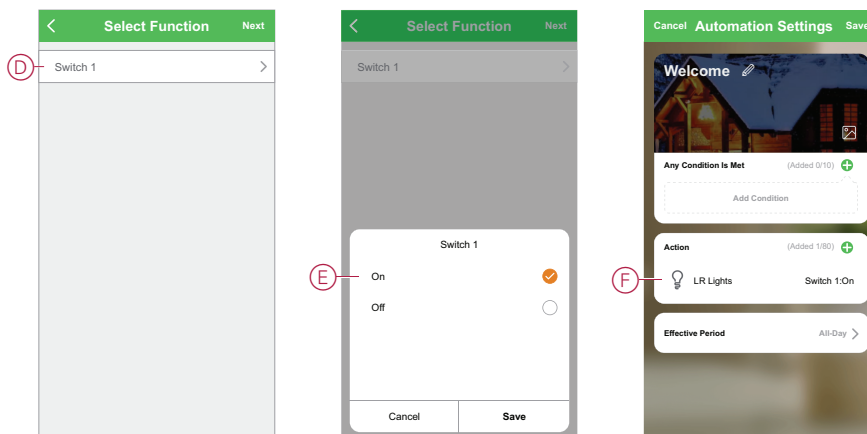 Select Function Next
D
Switch 1
Select Function Next
Switch 1
Switch 1
E
On
Off
Cancel Save
Cancel Automation Settings Save
Welcome
Any Condition Is Met (Added 0/10)
Add Condition
Action (Added 1/80)
F
LR Lights Switch 1:On
Effective Period All-Day